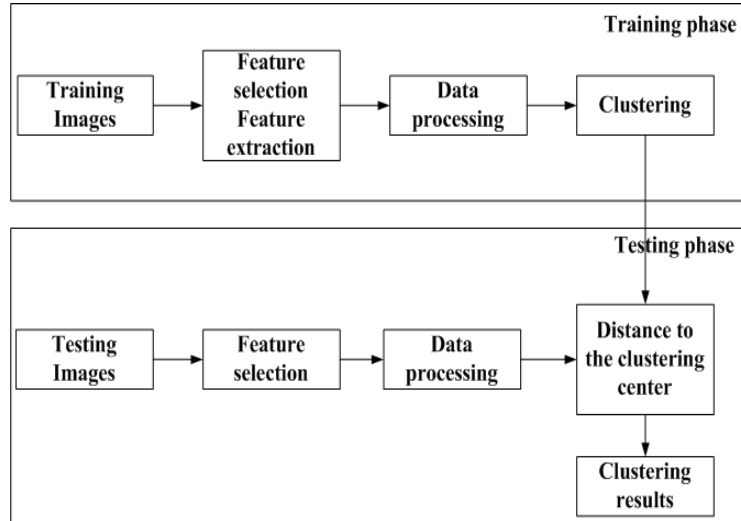 Training phase
Training
Images
Feature
selection
Feature
extraction
Data
processing
Clustering
Testing phase
Testing
Images
Feature
selection
Data
processing
Distance to
the clustering
center
Clustering
results